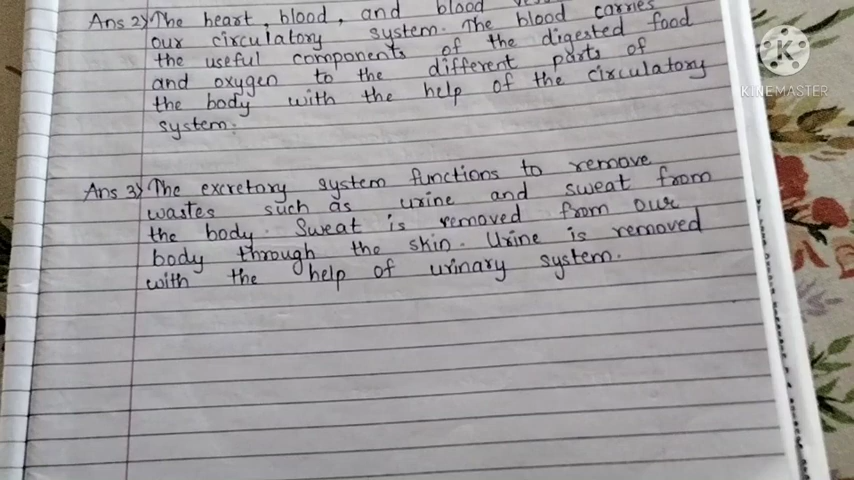 Ans 2) The heart, blood, and blood
our circulatory system. The blood carries
the useful components of the digested food
and oxygen to the different parts of
the body with the help of the circulatory
system.
Ans 3) The excretory system functions to remove
wastes such as urine and sweat from
the body. Sweat is removed from our
body through the skin. Urine is removed
with the help of urinary system.
K
KINEMASTER